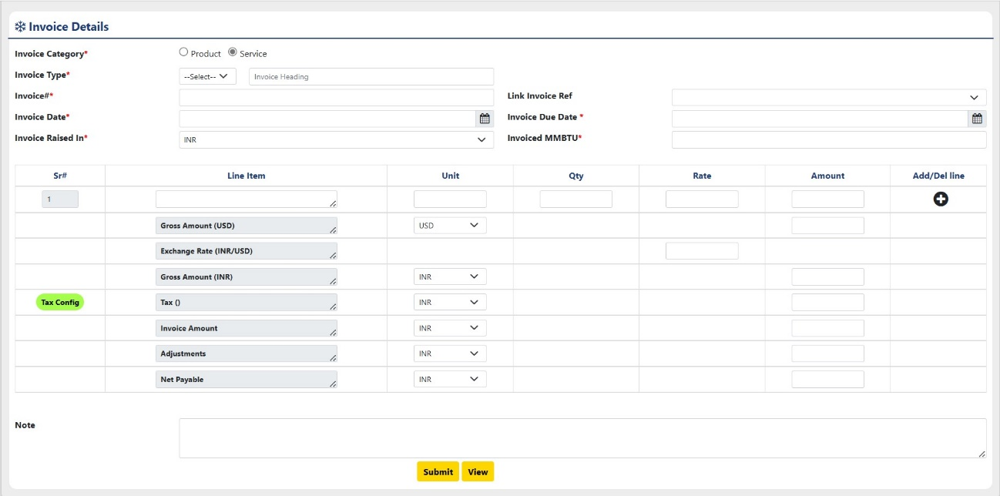 Invoice Details
Invoice Category* Product Service
Invoice Type* --Select-- Invoice Heading
Invoice#* Link Invoice Ref
Invoice Date* Invoice Due Date *
Invoice Raised In* INR Invoiced MMBTU*
Sr# Line Item Unit Qty Rate Amount Add/Del line
1
Gross Amount (USD) USD
Exchange Rate (INR/USD)
Gross Amount (INR) INR
Tax Config Tax () INR
Invoice Amount INR
Adjustments INR
Net Payable INR
Note
Submit View